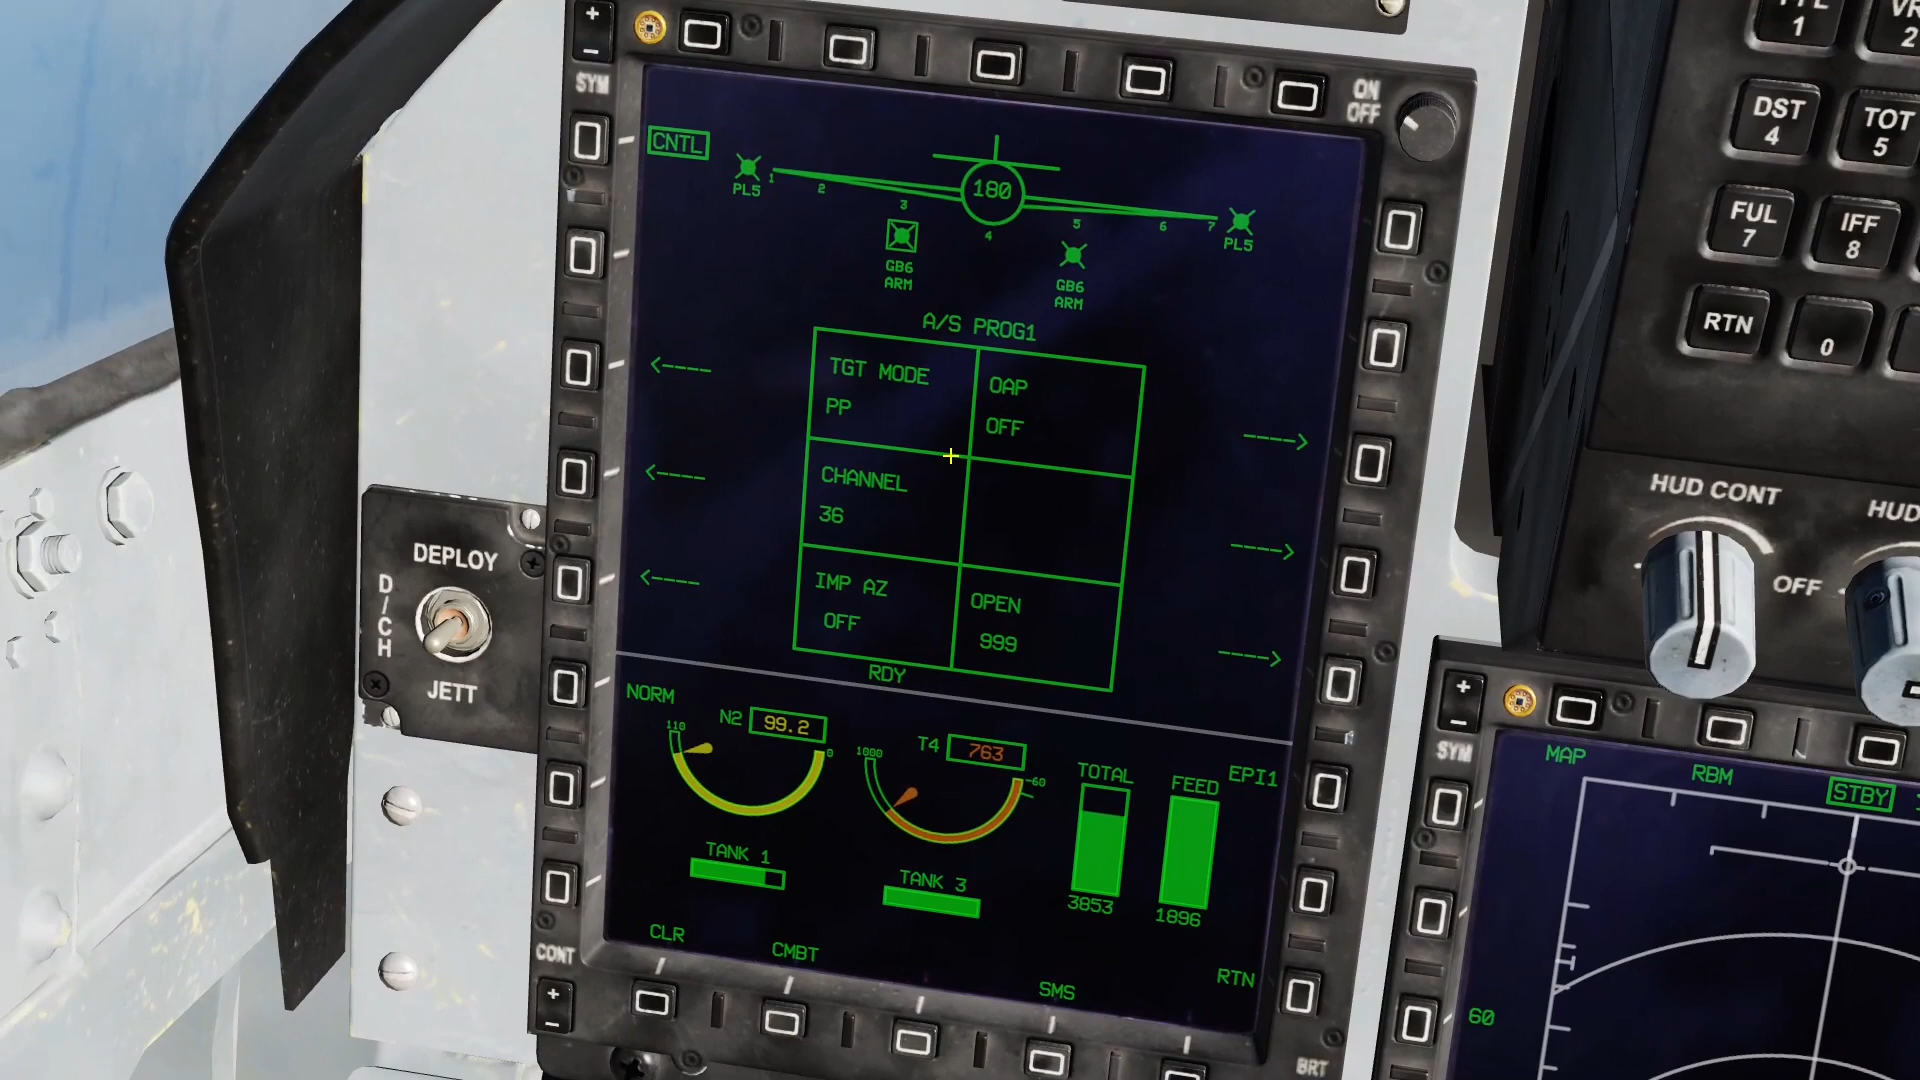 +
−
SYM
ON
OFF
CNTL
PL5
1
2
3
180
4
5
6
7
PL5
GB6
ARM
GB6
ARM
A/S PROG1
TGT MODE
PP
OAP
OFF
<----
---->
CHANNEL
36
<----
---->
IMP AZ
OFF
OPEN
999
<----
---->
RDY
NORM
N2 99.2
110
0
T4 763
1000
-60
TOTAL
3853
FEED
1896
EPI1
TANK 1
TANK 3
CLR
CMBT
SMS
RTN
CONT
+
−
BRT
DEPLOY
D/CH
JETT
1
2
DST
4
TOT
5
FUL
7
IFF
8
RTN
0
HUD CONT
HUD
OFF
+
−
SYM
MAP
RBM
STBY
60